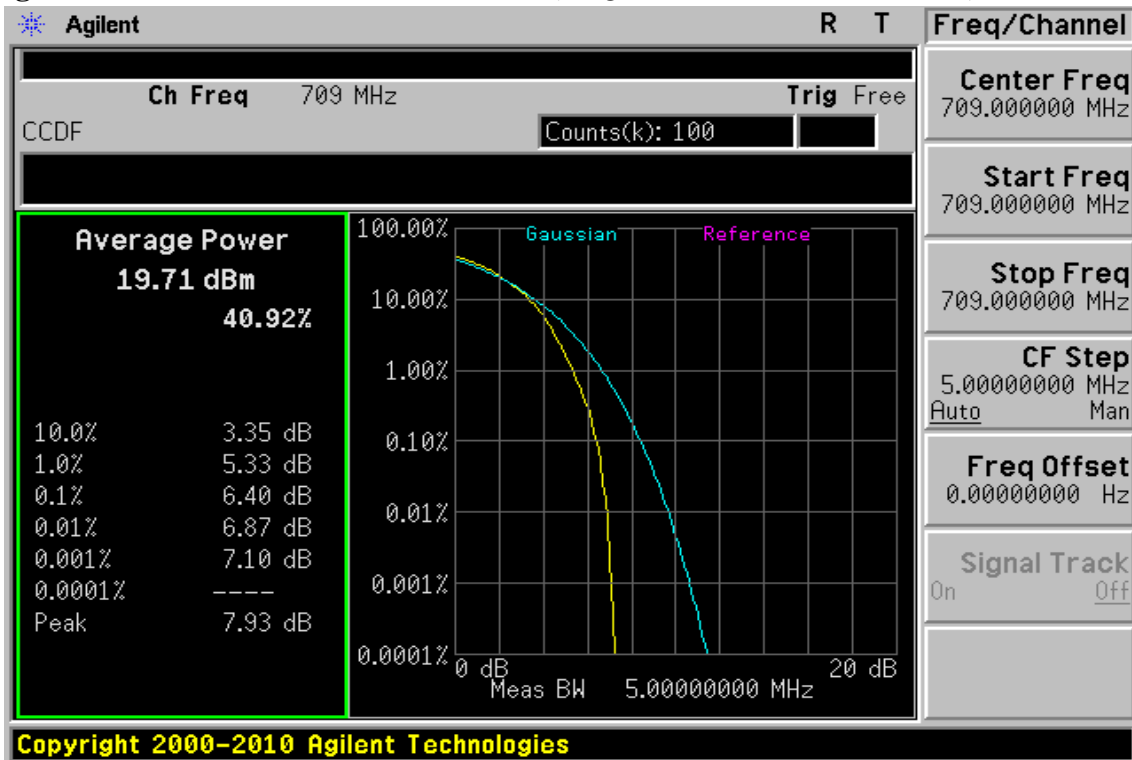 Agilent
R T
Freq/Channel
Ch Freq 709 MHz
Trig Free
CCDF
Counts(k): 100
Average Power
19.71 dBm
40.92%
10.0% 3.35 dB
1.0% 5.33 dB
0.1% 6.40 dB
0.01% 6.87 dB
0.001% 7.10 dB
0.0001% ----
Peak 7.93 dB
Gaussian
Reference
100.00%
10.00%
1.00%
0.10%
0.01%
0.001%
0.0001%
0 dB
20 dB
Meas BW 5.00000000 MHz
Center Freq
709.000000 MHz
Start Freq
709.000000 MHz
Stop Freq
709.000000 MHz
CF Step
5.00000000 MHz
Auto Man
Freq Offset
0.00000000 Hz
Signal Track
On Off
Copyright 2000-2010 Agilent Technologies